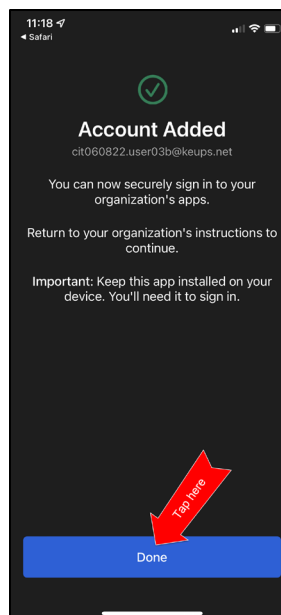 11:18
◀ Safari
Account Added
cit060822.user03b@keups.net
You can now securely sign in to your
organization's apps.
Return to your organization's instructions to
continue.
Important: Keep this app installed on your
device. You'll need it to sign in.
Tap here
Done